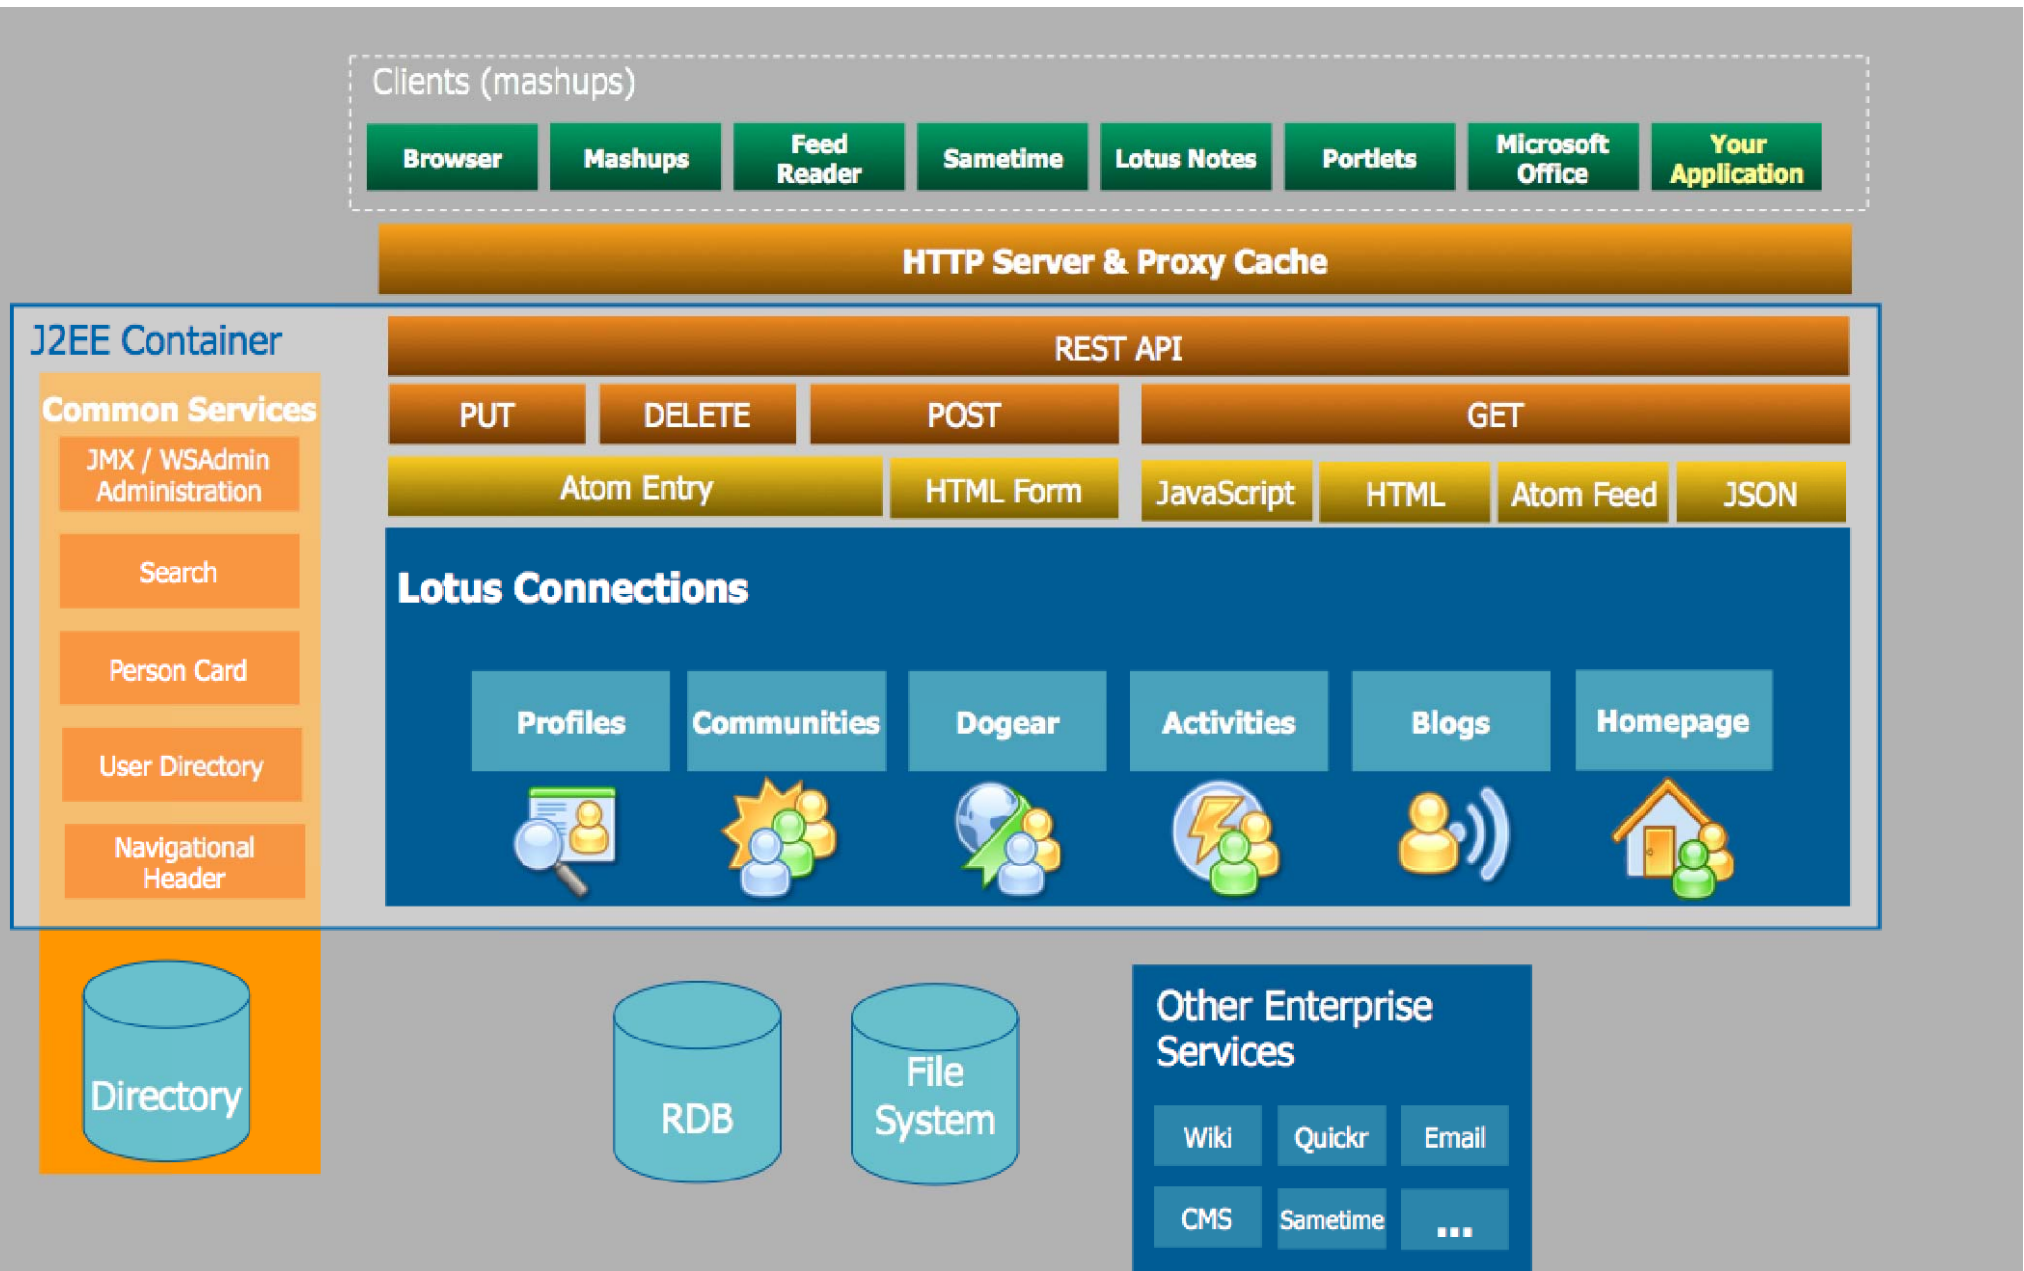 Clients (mashups)
Browser
Mashups
Feed
Reader
Sametime
Lotus Notes
Portlets
Microsoft
Office
Your
Application
HTTP Server & Proxy Cache
J2EE Container
Common Services
JMX / WSAdmin
Administration
Search
Person Card
User Directory
Navigational
Header
Directory
REST API
PUT
DELETE
POST
GET
Atom Entry
HTML Form
JavaScript
HTML
Atom Feed
JSON
Lotus Connections
Profiles
Communities
Dogear
Activities
Blogs
Homepage
RDB
File
System
Other Enterprise
Services
Wiki
Quickr
Email
CMS
Sametime
...